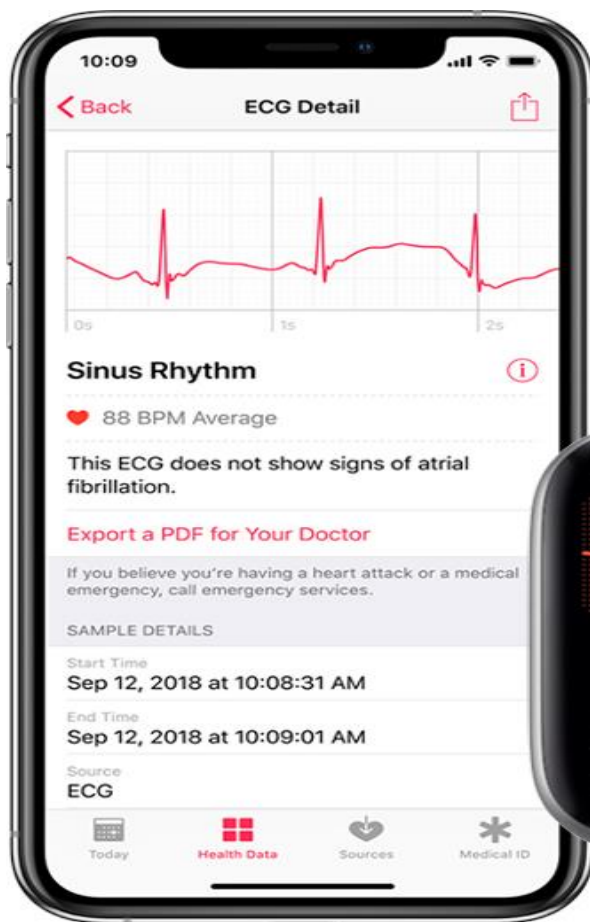 10:09
Back
ECG Detail
0s
1s
2s
Sinus Rhythm
88 BPM Average
This ECG does not show signs of atrial
fibrillation.
Export a PDF for Your Doctor
If you believe you're having a heart attack or a medical
emergency, call emergency services.
SAMPLE DETAILS
Start Time
Sep 12, 2018 at 10:08:31 AM
End Time
Sep 12, 2018 at 10:09:01 AM
Source
ECG
Today
Health Data
Sources
Medical ID